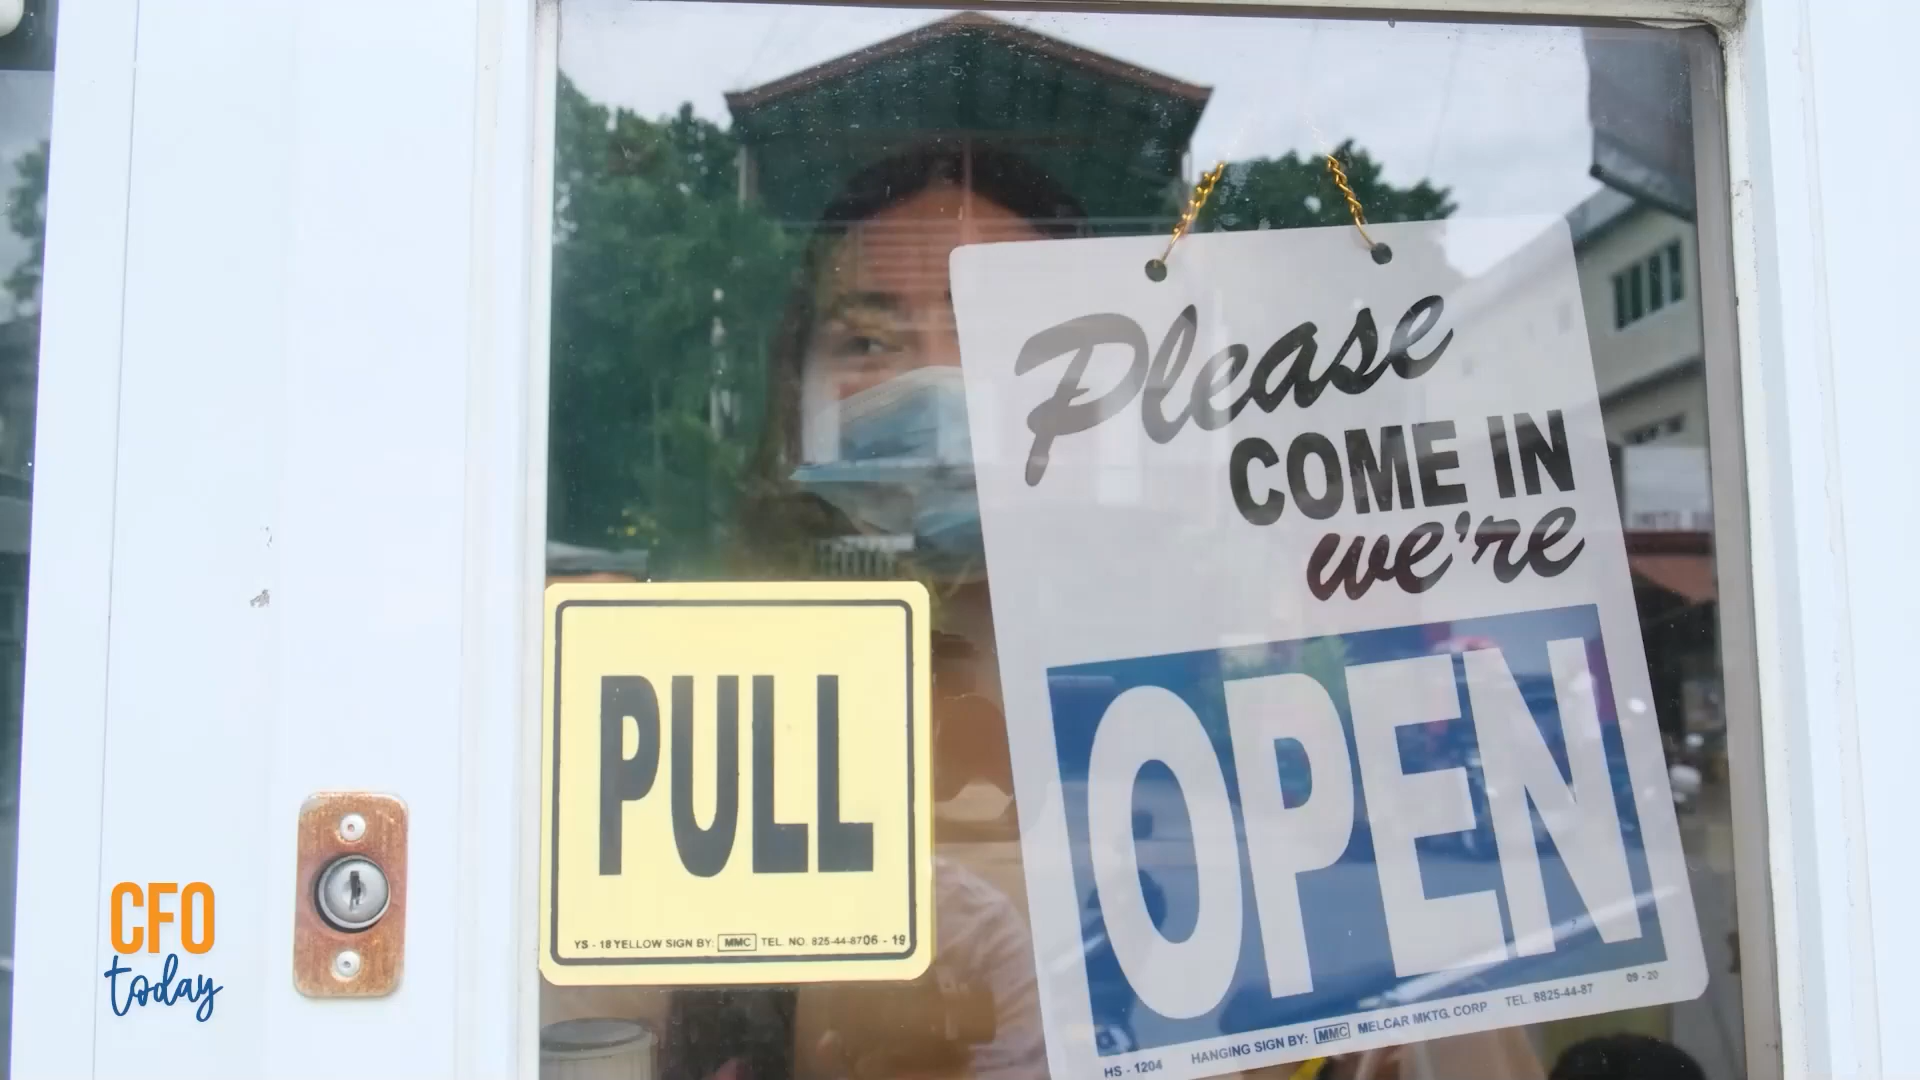 Please
COME IN
we're
OPEN
HS - 1204 HANGING SIGN BY: MMC MELCAR MKTG. CORP. TEL. 8825-44-87 09 - 20
PULL
YS - 18 YELLOW SIGN BY: MMC TEL. NO. 825-44-8706 - 19
CFO
today